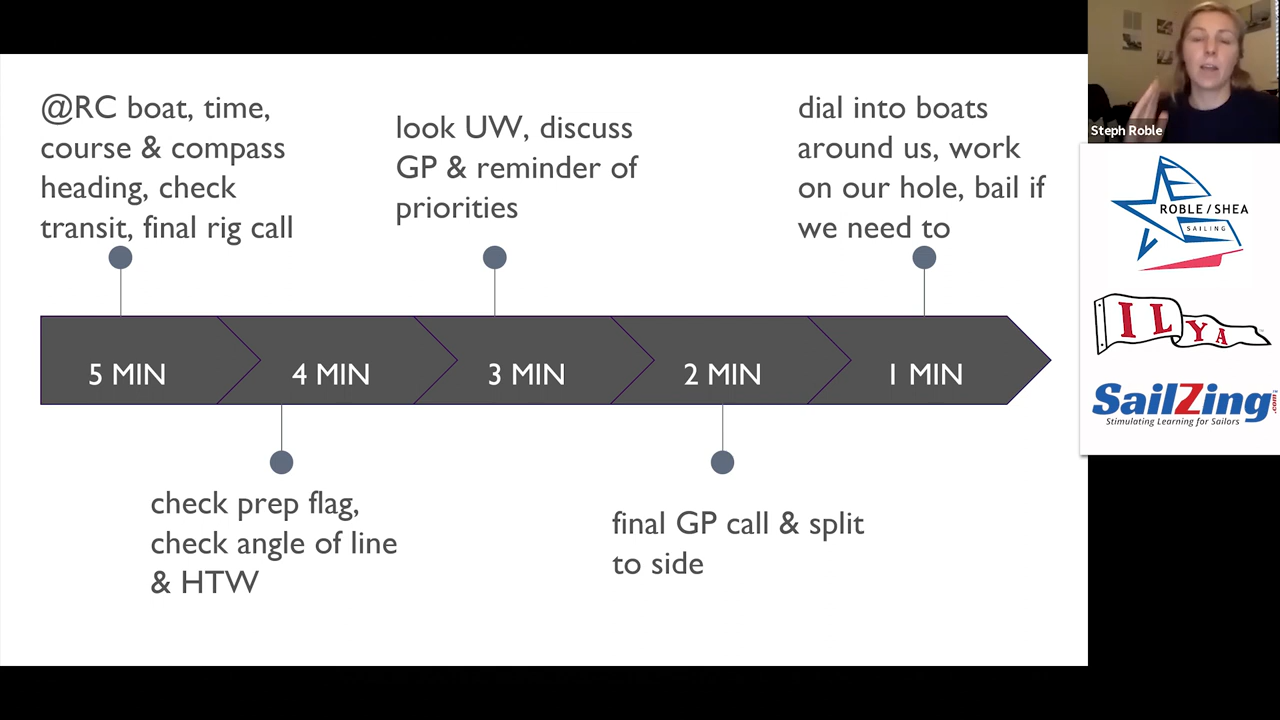 @RC boat, time,
course & compass
heading, check
transit, final rig call
look UW, discuss
GP & reminder of
priorities
dial into boats
around us, work
on our hole, bail if
we need to
5 MIN
4 MIN
3 MIN
2 MIN
1 MIN
check prep flag,
check angle of line
& HTW
final GP call & split
to side
Steph Roble
ROBLE / SHEA
SAILING
ILYA
SailZing.com
Stimulating Learning for Sailors